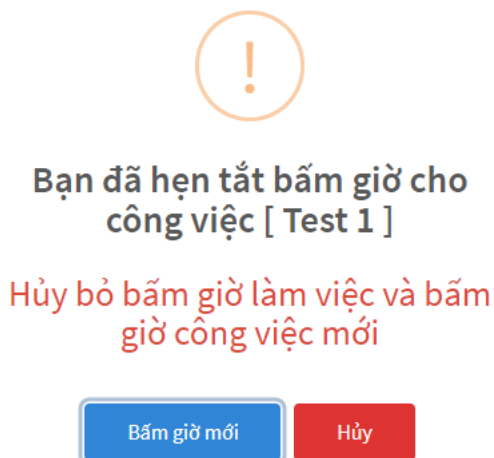 !
Bạn đã hẹn tắt bấm giờ cho
công việc [ Test 1 ]
Hủy bỏ bấm giờ làm việc và bấm
giờ công việc mới
Bấm giờ mới
Hủy